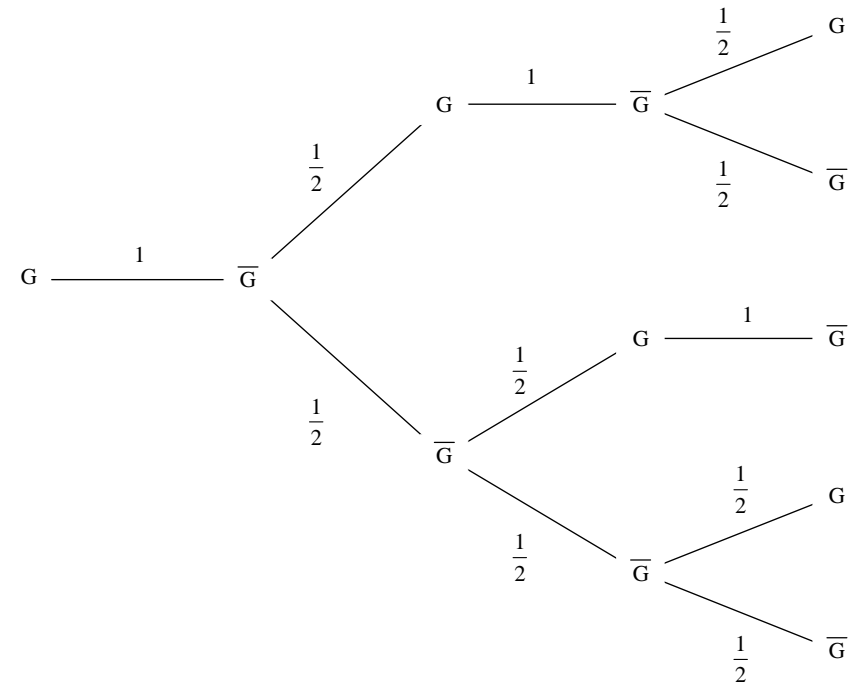 1/2 G
G 1 G̅
1/2 1/2 G̅
G 1 G̅
G 1 G̅
1/2
1/2 G̅ 1/2 G
1/2 G̅
1/2 G̅